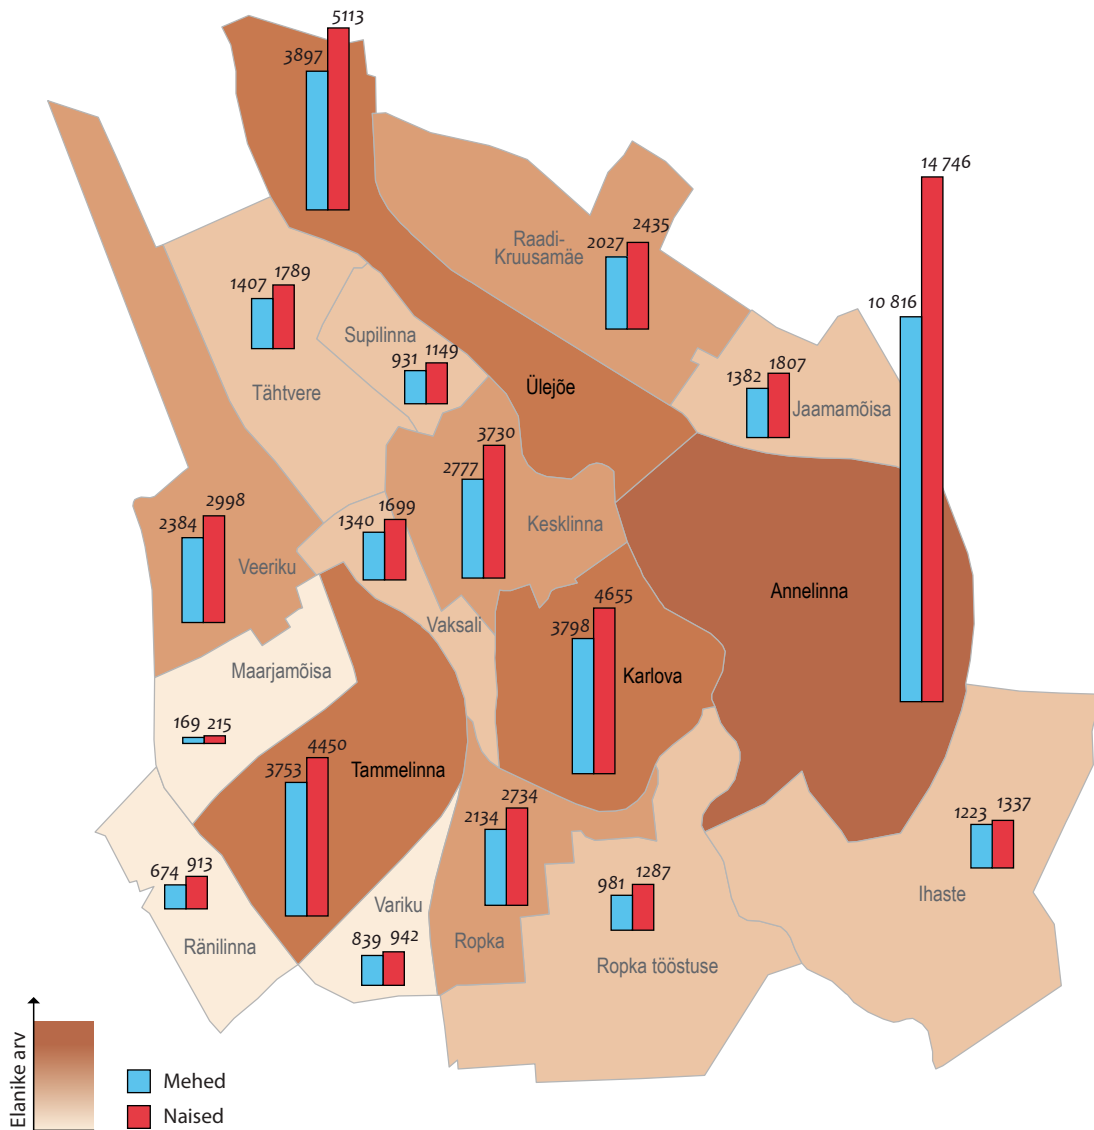 5113
3897
14 746
Raadi-
Kruusamäe
2027
2435
1407
1789
10 816
Supilinna
931
1149
1382
1807
Tähtvere
Ülejõe
Jaamamõisa
3730
2777
2384
2998
1340
1699
Kesklinna
Veeriku
Annelinna
4655
3798
Vaksali
Maarjamõisa
Karlova
169
215
3753
4450
Tammelinna
2134
2734
1223
1337
674
913
981
1287
Ihaste
Variku
Ränilinna
839
942
Ropka
Ropka tööstuse
Elanike arv
Mehed
Naised